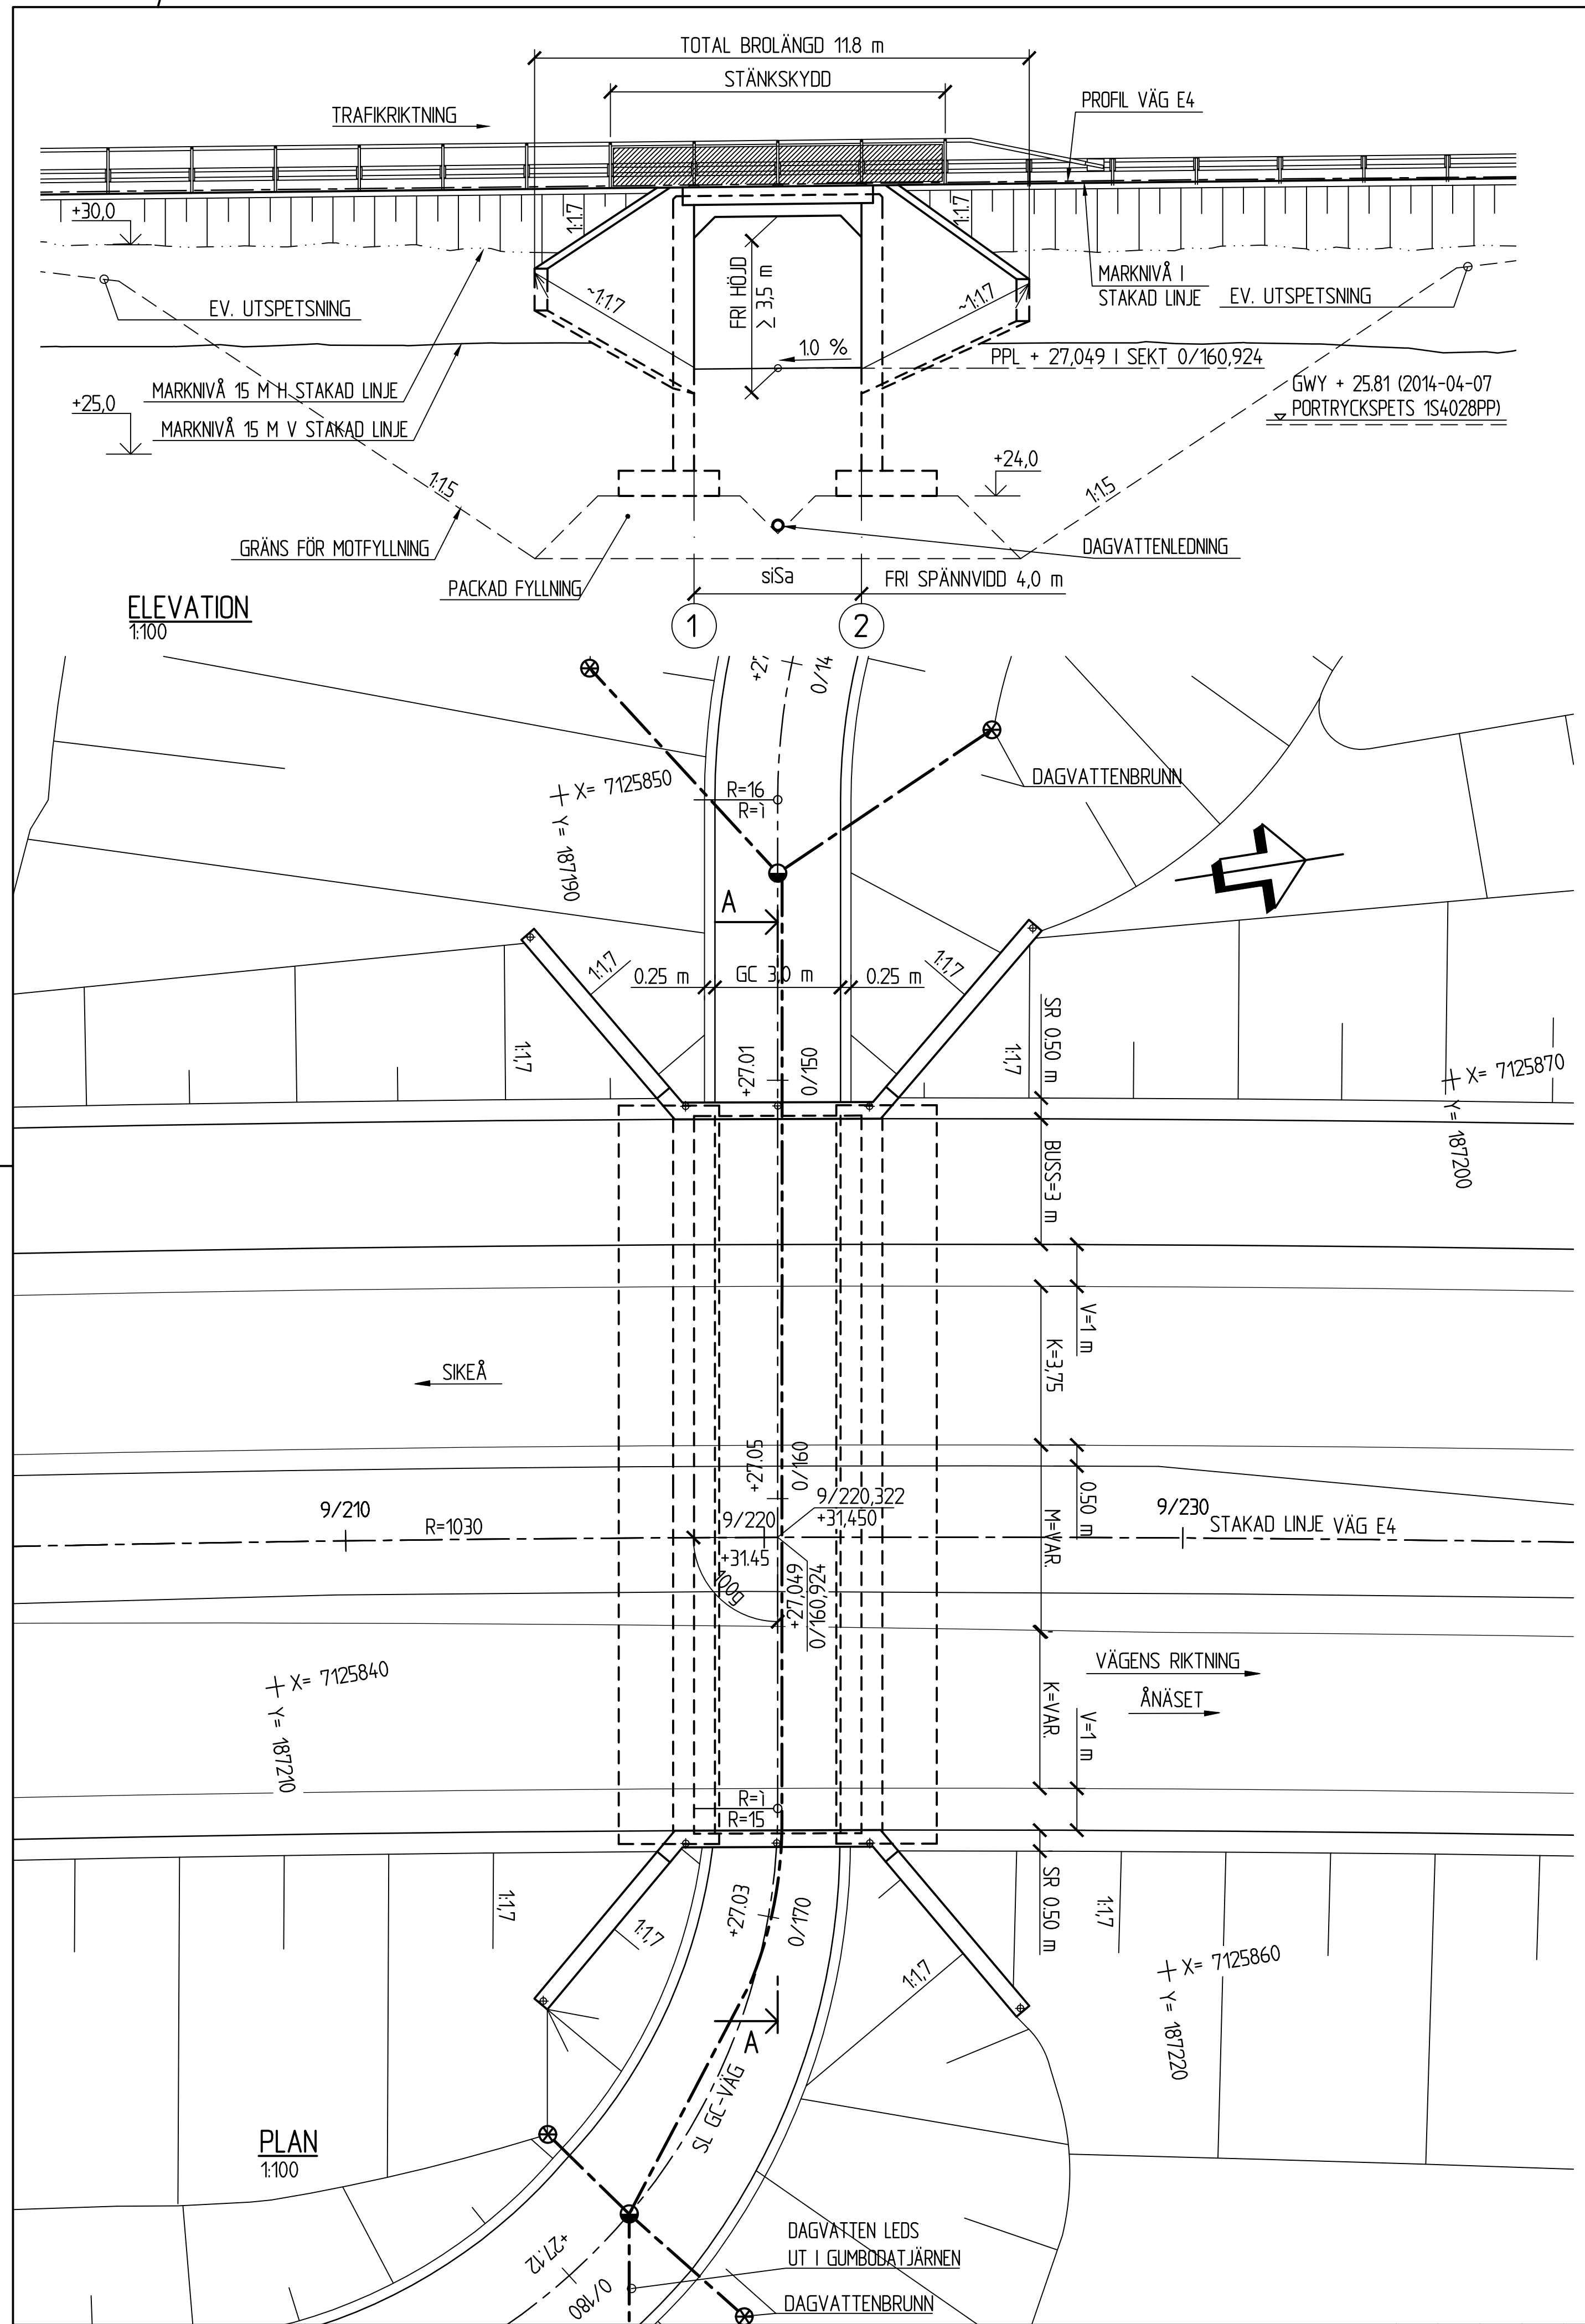 TOTAL BROLÄNGD 11.8 m
STÄNKSKYDD
TRAFIKRIKTNING
PROFIL VÄG E4
+30,0
1:1.7
1:1.7
FRI HÖJD
≥ 3,5 m
~1:1.7
~1:1.7
MARKNIVÅ I
STAKAD LINJE
EV. UTSPETSNING
EV. UTSPETSNING
1.0 %
PPL + 27,049 I SEKT 0/160,924
MARKNIVÅ 15 M H STAKAD LINJE
+25,0
MARKNIVÅ 15 M V STAKAD LINJE
GWY + 25.81 (2014-04-07
PORTRYCKSPETS 1S4028PP)
+24,0
1:1.5
1:1.5
GRÄNS FÖR MOTFYLLNING
DAGVATTENLEDNING
PACKAD FYLLNING
siSa
FRI SPÄNNVIDD 4,0 m
ELEVATION
1:100
1
2
0/14
DAGVATTENBRUNN
X= 7125850
Y= 187190
R=16
R=ì
A
1:1,7
0.25 m
GC 3,0 m
0.25 m
1:1,7
SR 0.50 m
1:1,7
+27.01
0/150
1:1,7
X= 7125870
Y= 187200
BUSS=3 m
V=1 m
K=3,75
SIKEÅ
+27.05
0/160
9/220,322
+31,450
0.50 m
M=VAR.
9/210
R=1030
9/220
9/230
STAKAD LINJE VÄG E4
+31.45
100g
+27,049
0/160,924
VÄGENS RIKTNING
ÅNÄSET
X= 7125840
Y= 187210
K=VAR.
V=1 m
R=ì
R=15
SR 0.50 m
1:1,7
1:1,7
+27.03
0/170
1:1,7
1:1,7
X= 7125860
Y= 187220
A
SL GC-VÄG
PLAN
1:100
+27.12
0/180
DAGVATTEN LEDS
UT I GUMBODATJÄRNEN
DAGVATTENBRUNN